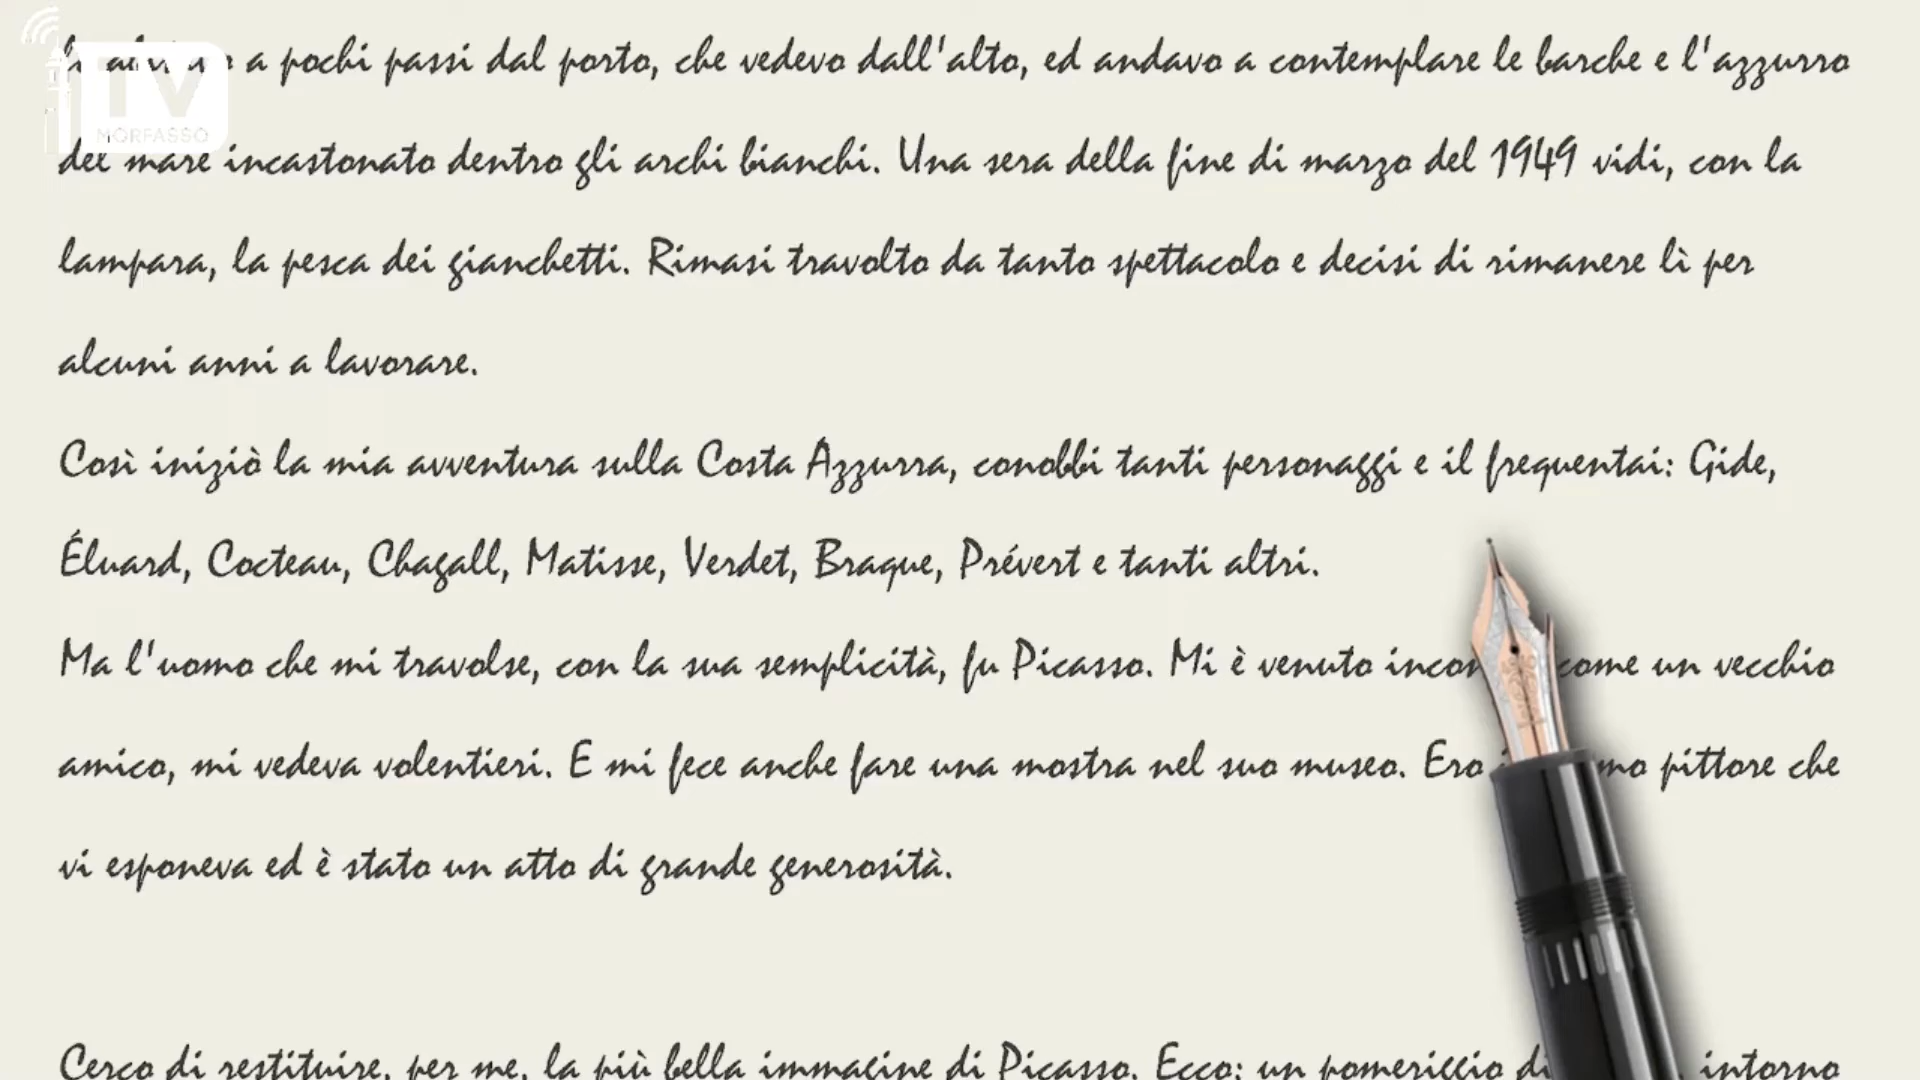 TV
MORFASSO
a pochi passi dal porto, che vedevo dall'alto, ed andavo a contemplare le barche e l'azzurro
del mare incastonato dentro gli archi bianchi. Una sera della fine di marzo del 1949 vidi, con la
lampara, la pesca dei gianchetti. Rimasi travolto da tanto spettacolo e decisi di rimanere lì per
alcuni anni a lavorare.
Così iniziò la mia avventura sulla Costa Azzurra, conobbi tanti personaggi e il frequentai: Gide,
Éluard, Cocteau, Chagall, Matisse, Verdet, Braque, Prévert e tanti altri.
Ma l'uomo che mi travolse, con la sua semplicità, fu Picasso. Mi è venuto come un vecchio
amico, mi vedeva volentieri. E mi fece anche fare una mostra nel suo museo. Ero pittore che
vi esponeva ed è stato un atto di grande generosità.
Cerco di restituire, per me, la più bella immagine di Picasso. Ecco: un pomeriggio intorno